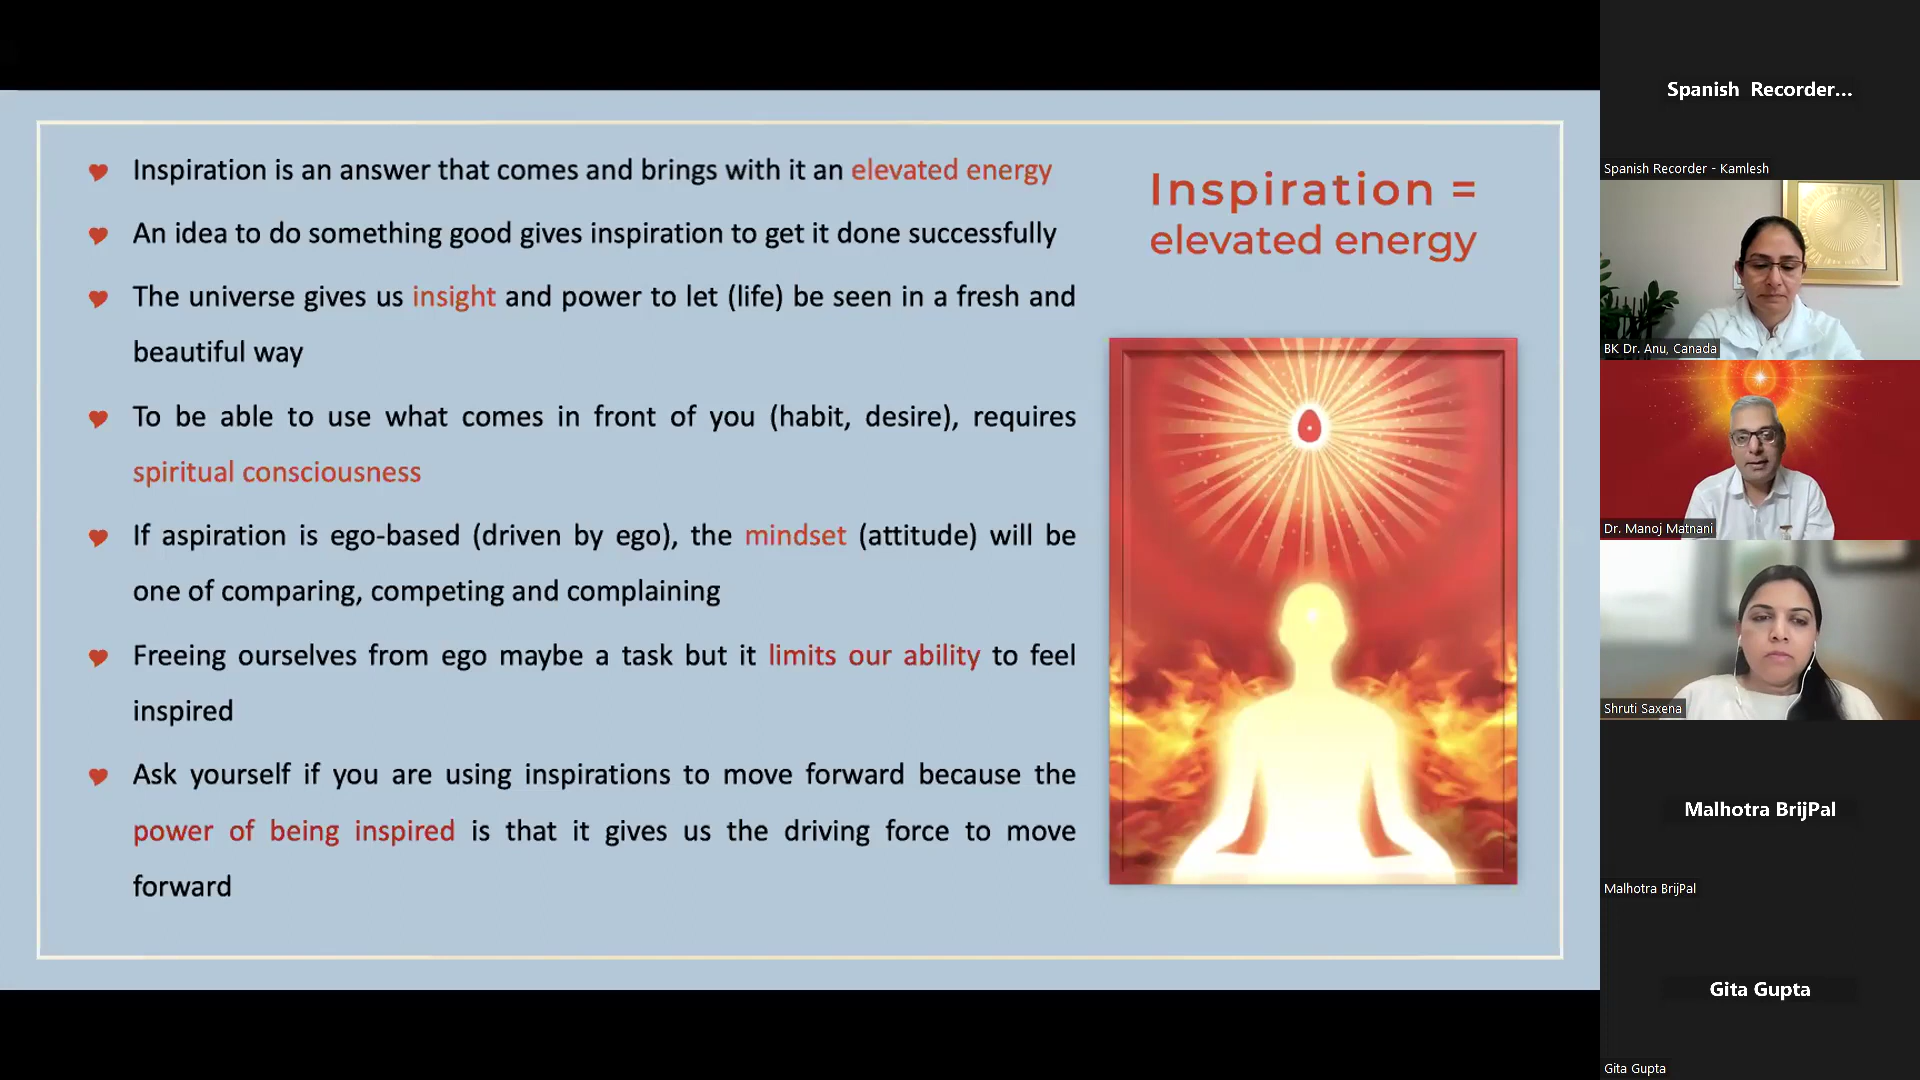 Inspiration is an answer that comes and brings with it an elevated energy
An idea to do something good gives inspiration to get it done successfully
The universe gives us insight and power to let (life) be seen in a fresh and
beautiful way
To be able to use what comes in front of you (habit, desire), requires
spiritual consciousness
If aspiration is ego-based (driven by ego), the mindset (attitude) will be
one of comparing, competing and complaining
Freeing ourselves from ego maybe a task but it limits our ability to feel
inspired
Ask yourself if you are using inspirations to move forward because the
power of being inspired is that it gives us the driving force to move
forward
Inspiration =
elevated energy
Spanish Recorder...
Spanish Recorder - Kamlesh
BK Dr. Anu, Canada
Dr. Manoj Matnani
Shruti Saxena
Malhotra BrijPal
Malhotra BrijPal
Gita Gupta
Gita Gupta